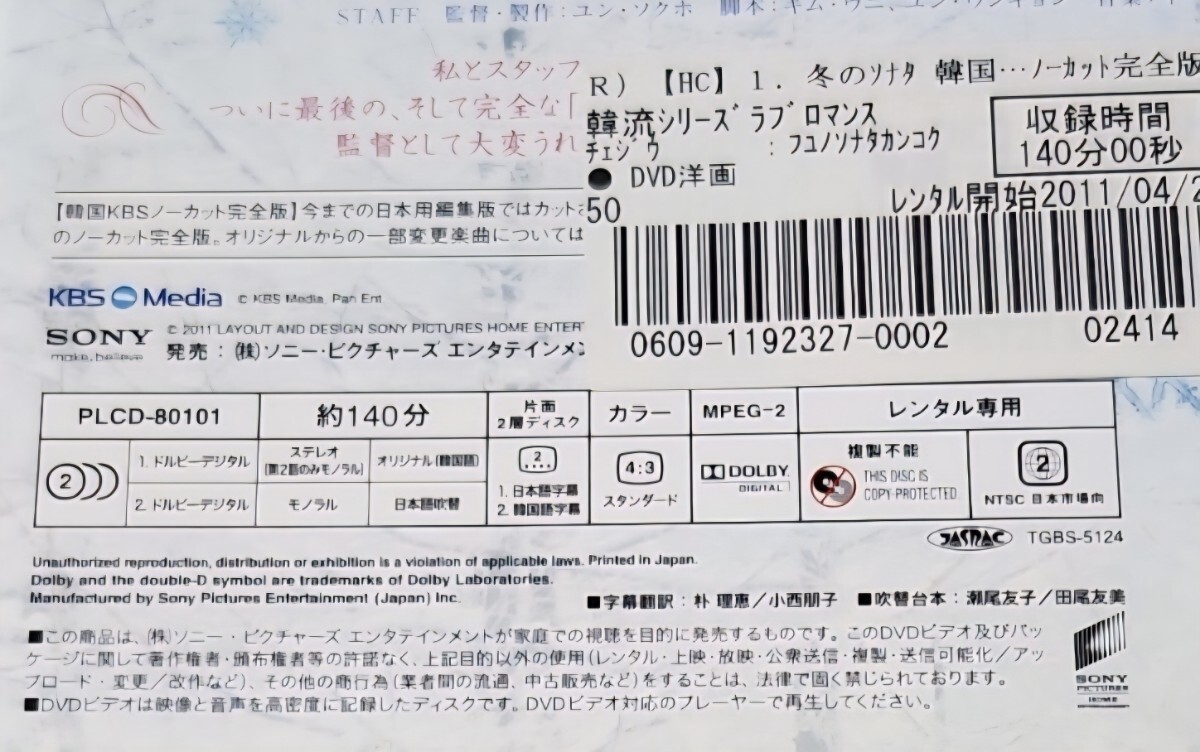 STAFF 監督・製作：ユン・ソクホ 脚本：キム・ウニ、ユン・ウンギョン
私とスタッフ
ついに最後の、そして完全な「
監督として大変うれ
R) 【HC】1. 冬のソナタ 韓国…ノーカット完全版
韓流シリーズ ラブロマンス
チェジウ : フユノソナタカンコク
収録時間
140分00秒
● DVD洋画
レンタル開始2011/04/2
50
0609-1192327-0002 02414
【韓国KBSノーカット完全版】今までの日本用編集版ではカットさ
のノーカット完全版。オリジナルからの一部変更楽曲については
KBS Media © KBS Media, Pan Ent
SONY
make.believe
© 2011 LAYOUT AND DESIGN SONY PICTURES HOME ENTER
発売：(株)ソニー・ピクチャーズ エンタテインメン
PLCD-80101 約140分 片面 2層ディスク カラー MPEG-2 レンタル専用
2 1. ドルビーデジタル ステレオ [第2語のみモノラル] オリジナル(韓国語)
2. ドルビーデジタル モノラル 日本語吹替
2 1. 日本語字幕 2. 韓国語字幕
4:3 スタンダード
DOLBY DIGITAL
複製不能 THIS DISC IS COPY-PROTECTED.
2 NTSC 日本市場向
JASRAC TGBS-5124
Unauthorized reproduction, distribution or exhibition is a violation of applicable laws. Printed in Japan.
Dolby and the double-D symbol are trademarks of Dolby Laboratories.
Manufactured by Sony Pictures Entertainment (Japan) Inc.
■字幕翻訳：朴 理恵／小西朋子 ■吹替台本：瀬尾友子／田尾友美
■この商品は、(株)ソニー・ピクチャーズ エンタテインメントが家庭での視聴を目的に発売するものです。このDVDビデオ及びパッ
ケージに関して著作権者・頒布権者等の許諾なく、上記目的以外の使用(レンタル・上映・放映・公衆送信・複製・送信可能化／アッ
プロード・変更／改作など)、その他の商行為(業者間の流通、中古販売など)をすることは、法律で固く禁じられております。
■DVDビデオは映像と音声を高密度に記録したディスクです。DVDビデオ対応のプレーヤーで再生してください。
SONY
PICTURES
HOME